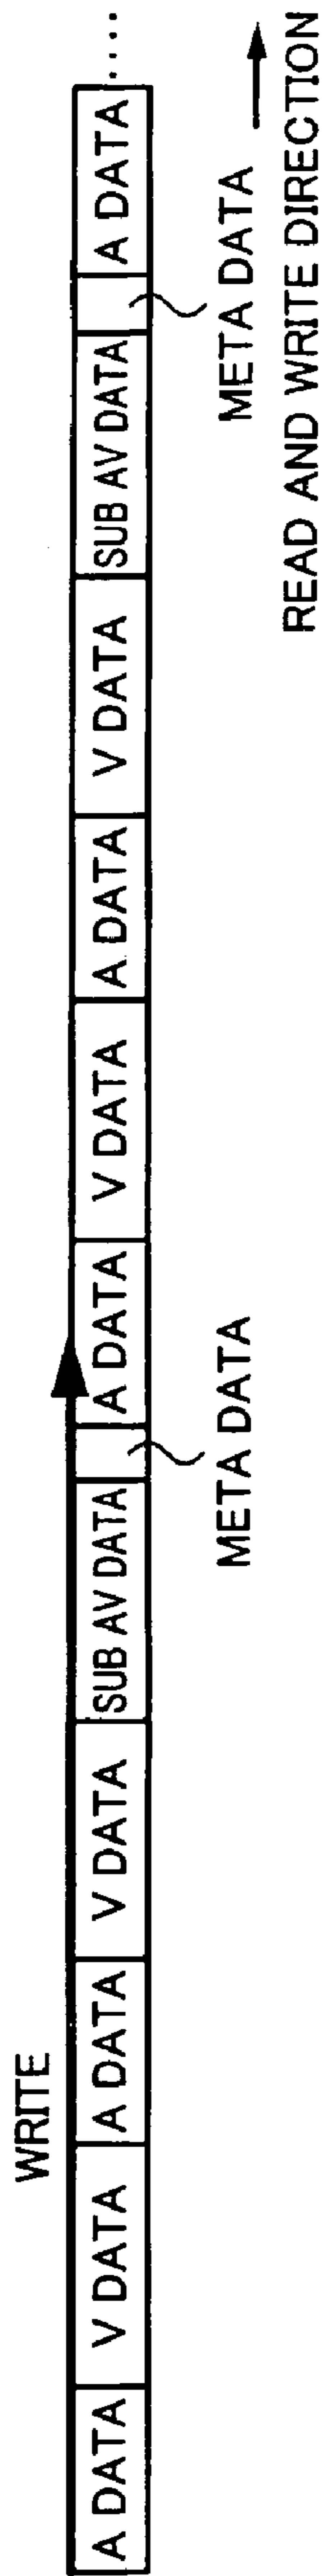 WRITE
A DATA
V DATA
A DATA
V DATA
SUB AV DATA
A DATA
V DATA
A DATA
V DATA
SUB AV DATA
A DATA
....
META DATA
META DATA
READ AND WRITE DIRECTION